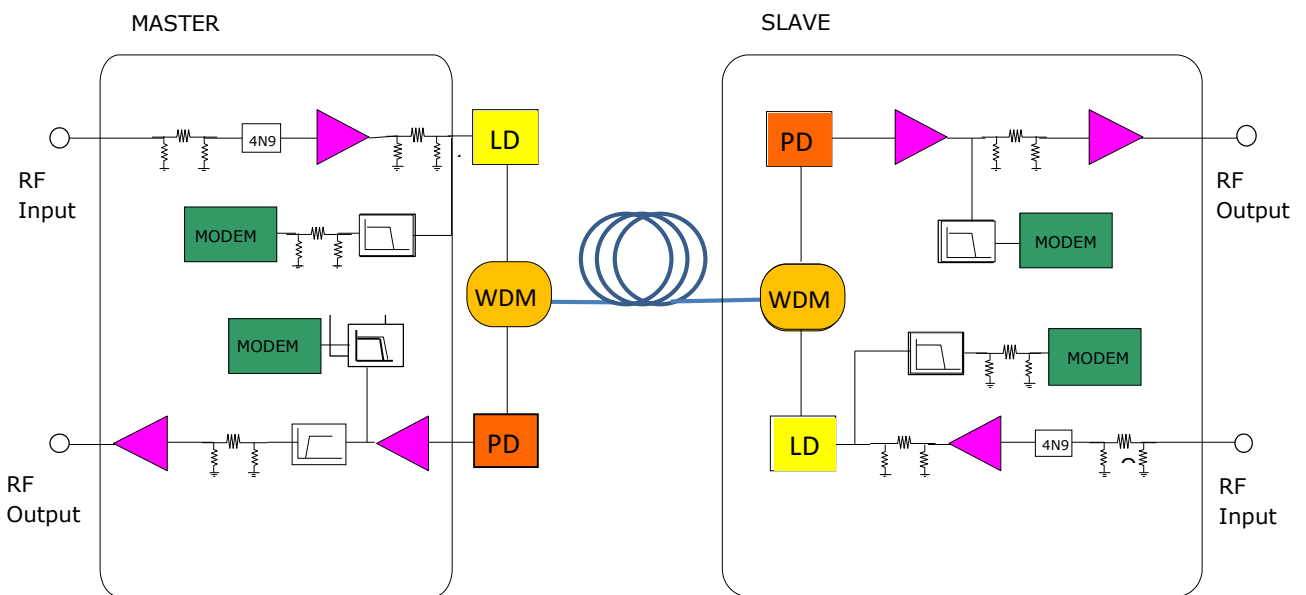 MASTER
SLAVE
4N9
LD
PD
RF
Input
RF
Output
MODEM
MODEM
WDM
WDM
MODEM
MODEM
PD
LD
4N9
RF
Output
RF
Input